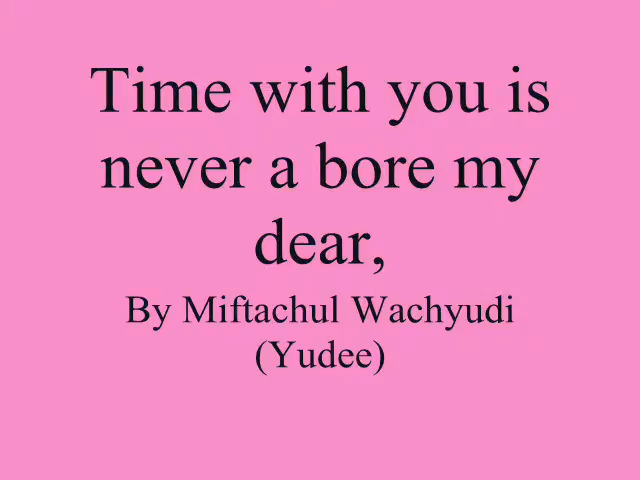 Time with you is
never a bore my
dear,
By Miftachul Wachyudi
(Yudee)